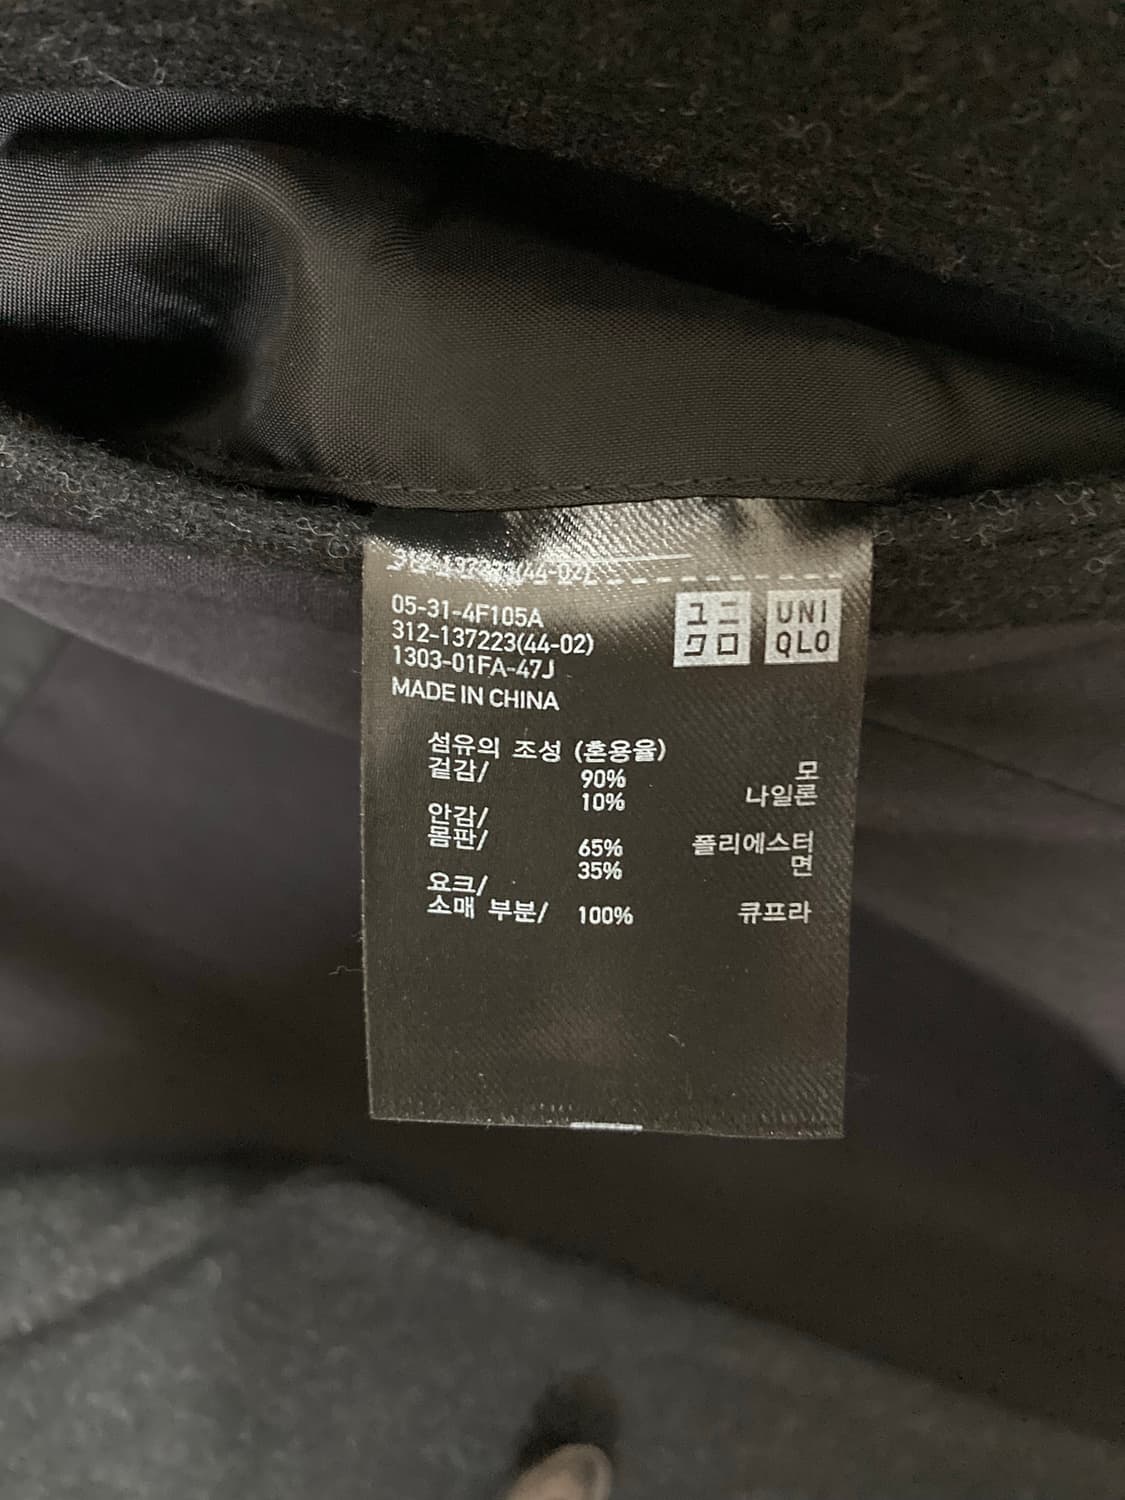 05-31-4F105A
312-137223(44-02)
1303-01FA-47J
MADE IN CHINA
ユニ
クロ
UNI
QLO
섬유의 조성 (혼용율)
겉감/ 90% 모
10% 나일론
안감/
몸판/ 65% 폴리에스터
35% 면
요크/
소매 부분/ 100% 큐프라